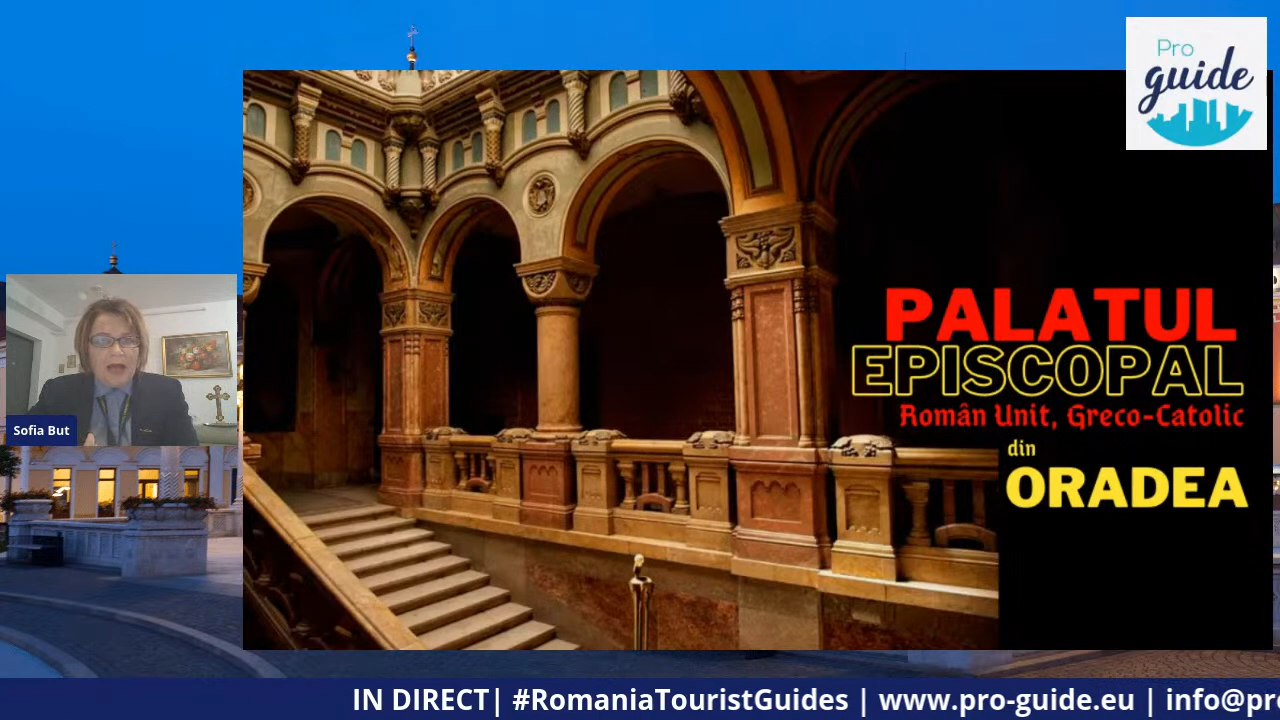 Pro
guide
PALATUL
EPISCOPAL
Român Unit, Greco-Catolic
din
ORADEA
Sofia But
IN DIRECT| #RomaniaTouristGuides | www.pro-guide.eu | info@pr